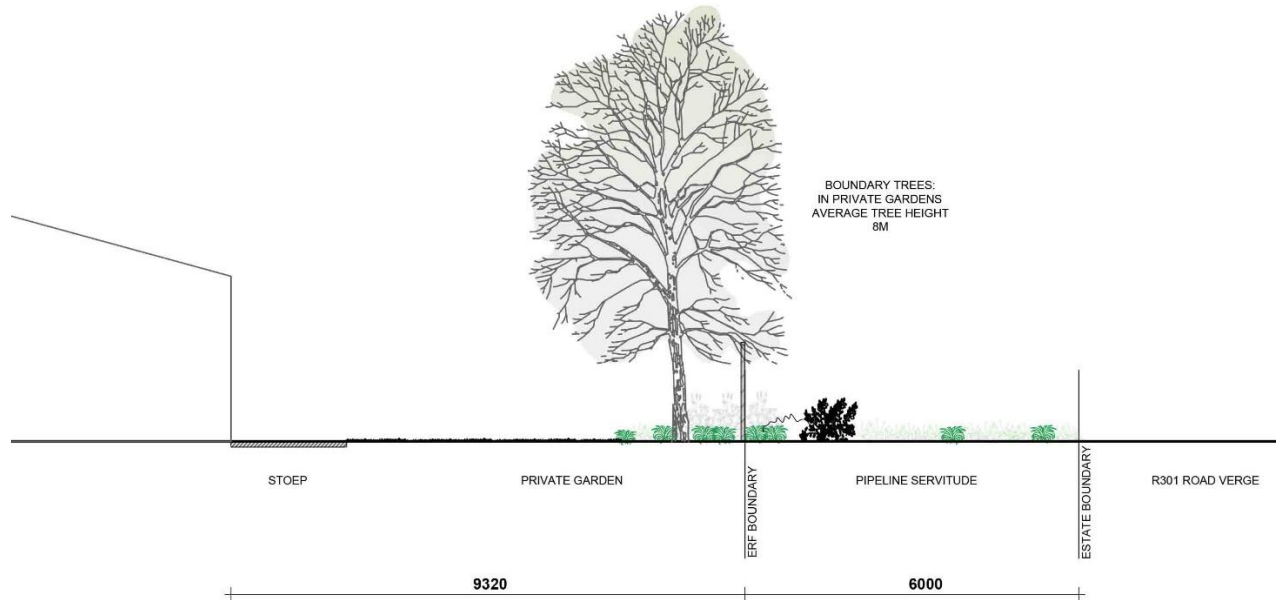 BOUNDARY TREES:
IN PRIVATE GARDENS
AVERAGE TREE HEIGHT
8M
STOEP
PRIVATE GARDEN
ERF BOUNDARY
PIPELINE SERVITUDE
ESTATE BOUNDARY
R301 ROAD VERGE
9320
6000